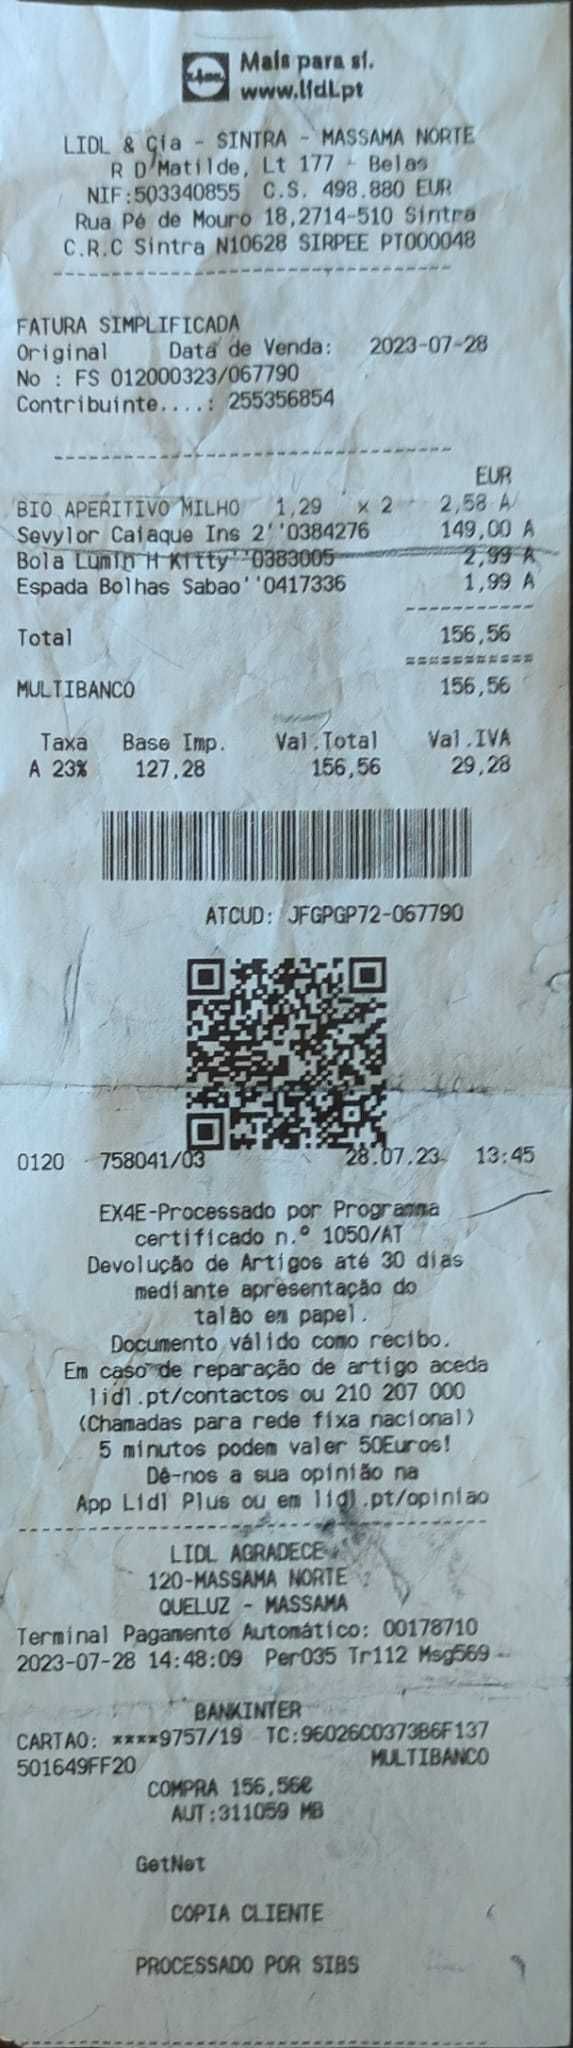 Mais para si.
www.lidl.pt
LIDL & Cia - SINTRA - MASSAMA NORTE
R D Matilde, Lt 177 - Belas
NIF:503340855 C.S. 498.880 EUR
Rua Pé de Mouro 18,2714-510 Sintra
C.R.C Sintra N10628 SIRPEE PT000048
FATURA SIMPLIFICADA
Original Data de Venda: 2023-07-28
No : FS 012000323/067790
Contribuinte....: 255356854
EUR
BIO APERITIVO MILHO 1,29 x 2 2,58 A
Sevylor Caiaque Ins 2''0384276 149,00 A
Bola Lumin H Kitty''0383005 2,99 A
Espada Bolhas Sabao''0417336 1,99 A
Total 156,56
MULTIBANCO 156,56
Taxa Base Imp. Val.Total Val.IVA
A 23% 127,28 156,56 29,28
ATCUD: JFGPGP72-067790
0120 758041/03 28.07.23 13:45
EX4E-Processado por Programa
certificado n.º 1050/AT
Devolução de Artigos até 30 dias
mediante apresentação do
talão em papel.
Documento válido como recibo.
Em caso de reparação de artigo aceda
lidl.pt/contactos ou 210 207 000
(Chamadas para rede fixa nacional)
5 minutos podem valer 50Euros!
Dê-nos a sua opinião na
App Lidl Plus ou em lidl.pt/opiniao
LIDL AGRADECE
120-MASSAMA NORTE
QUELUZ - MASSAMA
Terminal Pagamento Automático: 00178710
2023-07-28 14:48:09 Per035 Tr112 Msg569
BANKINTER
CARTAO: ****9757/19 TC:96026C0373B6F137
501649FF20 MULTIBANCO
COMPRA 156,56€
AUT:311059 MB
GetNet
COPIA CLIENTE
PROCESSADO POR SIBS